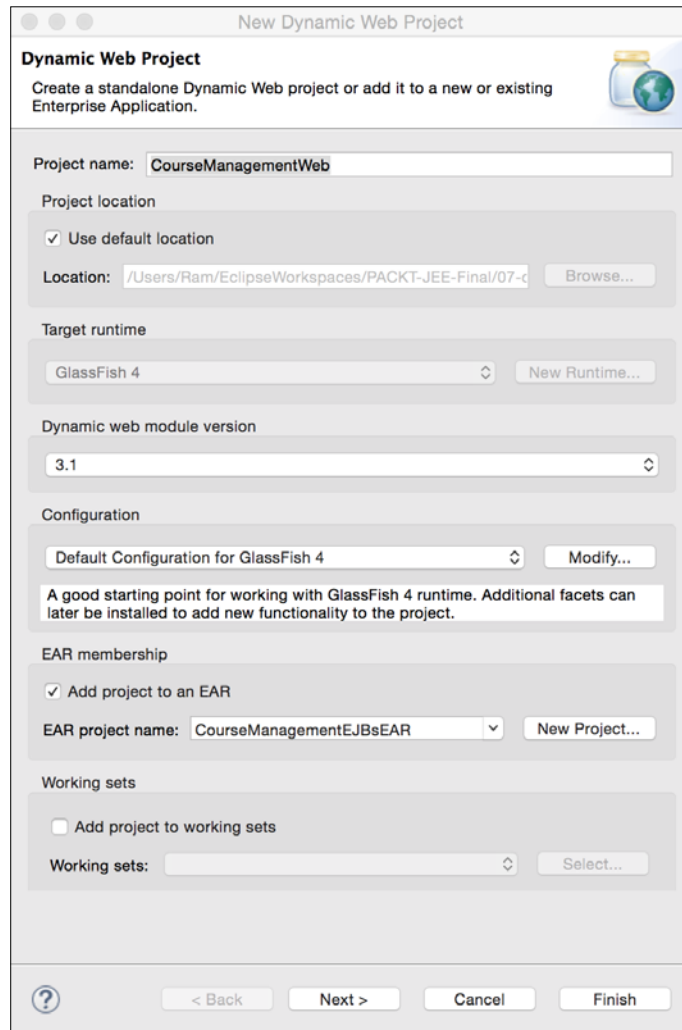 New Dynamic Web Project
Dynamic Web Project
Create a standalone Dynamic Web project or add it to a new or existing
Enterprise Application.
Project name: CourseManagementWeb
Project location
Use default location
Location: /Users/Ram/EclipseWorkspaces/PACKT-JEE-Final/07- Browse...
Target runtime
GlassFish 4 New Runtime...
Dynamic web module version
3.1
Configuration
Default Configuration for GlassFish 4 Modify...
A good starting point for working with GlassFish 4 runtime. Additional facets can
later be installed to add new functionality to the project.
EAR membership
Add project to an EAR
EAR project name: CourseManagementEJBsEAR New Project...
Working sets
Add project to working sets
Working sets: Select...
? < Back Next > Cancel Finish